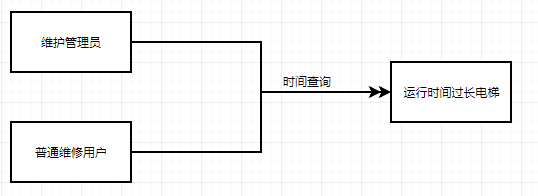 维护管理员
时间查询
运行时间过长电梯
普通维修用户